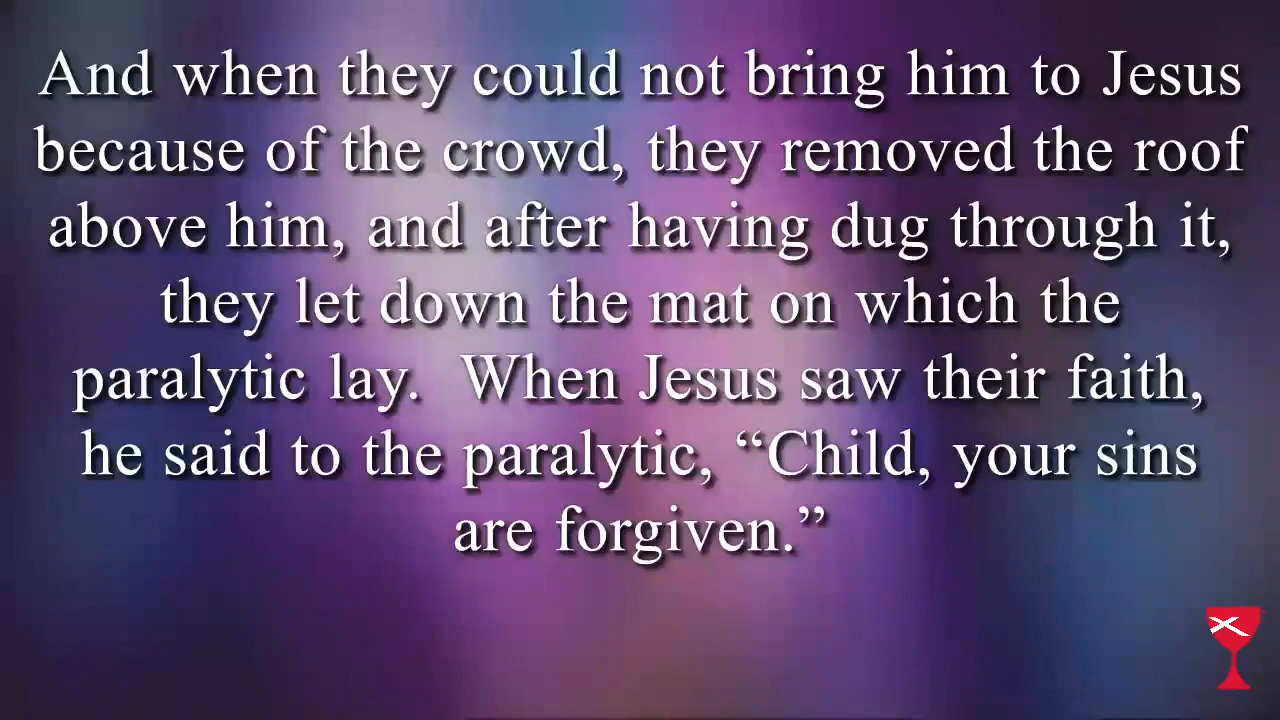 And when they could not bring him to Jesus
because of the crowd, they removed the roof
above him, and after having dug through it,
they let down the mat on which the
paralytic lay.  When Jesus saw their faith,
he said to the paralytic, “Child, your sins
are forgiven.”